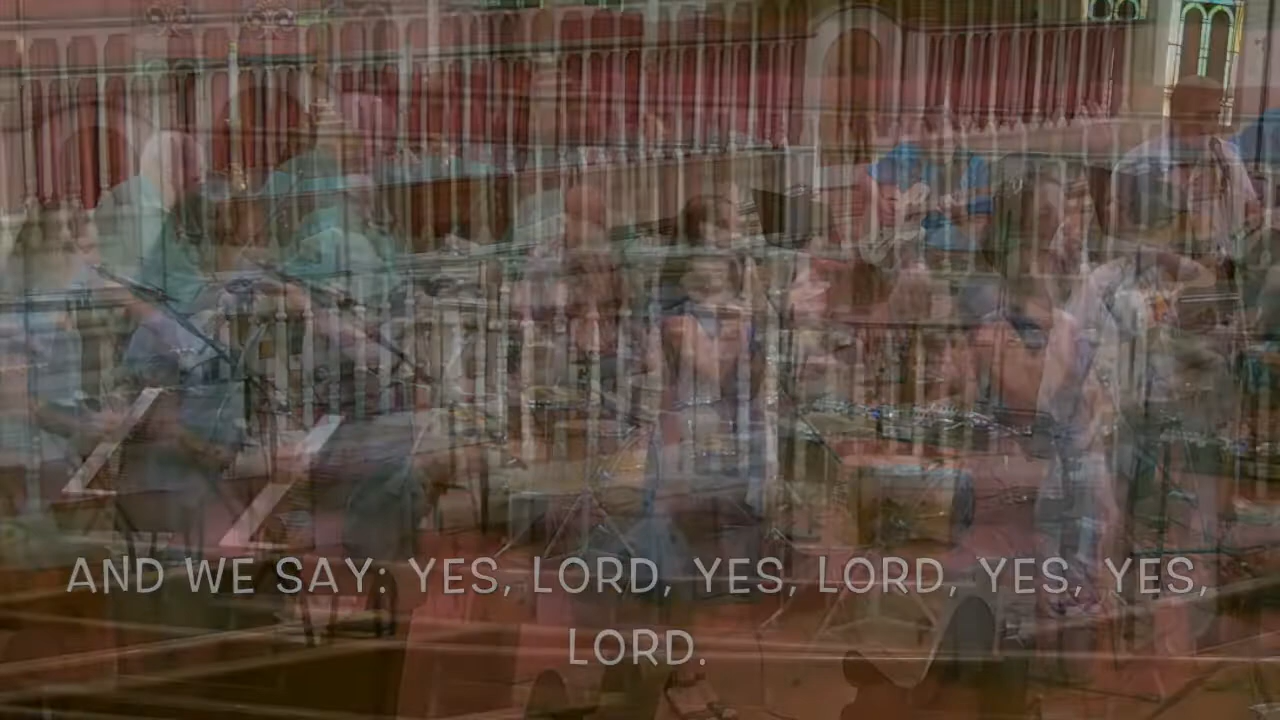 AND WE SAY: YES, LORD, YES, LORD, YES, YES,
LORD.